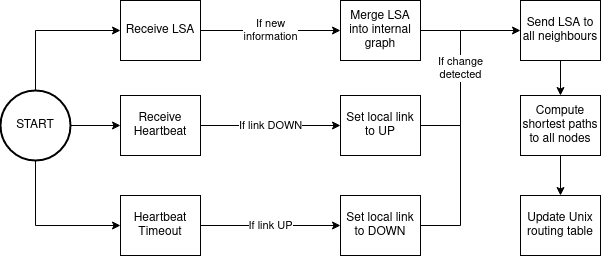 Receive LSA
If new
information
Merge LSA
into internal
graph
Send LSA to
all neighbours
If change
detected
START
Receive
Heartbeat
If link DOWN
Set local link
to UP
Compute
shortest paths
to all nodes
Heartbeat
Timeout
If link UP
Set local link
to DOWN
Update Unix
routing table